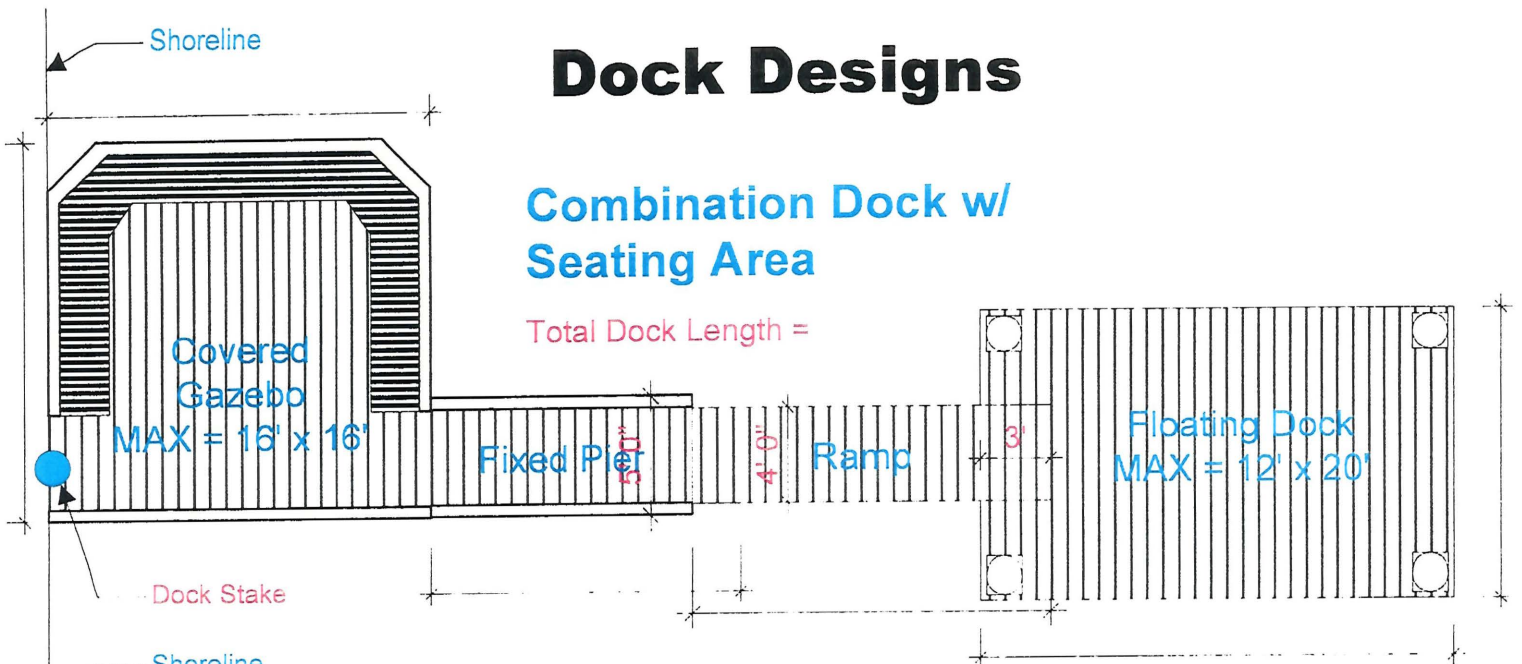 Shoreline
Dock Designs
Combination Dock w/
Seating Area
Total Dock Length =
Covered
Gazebo
MAX = 16' x 16'
Fixed Pier
5' 0"
4' 0"
Ramp
3'
Floating Dock
MAX = 12' x 20'
Dock Stake
Shoreline